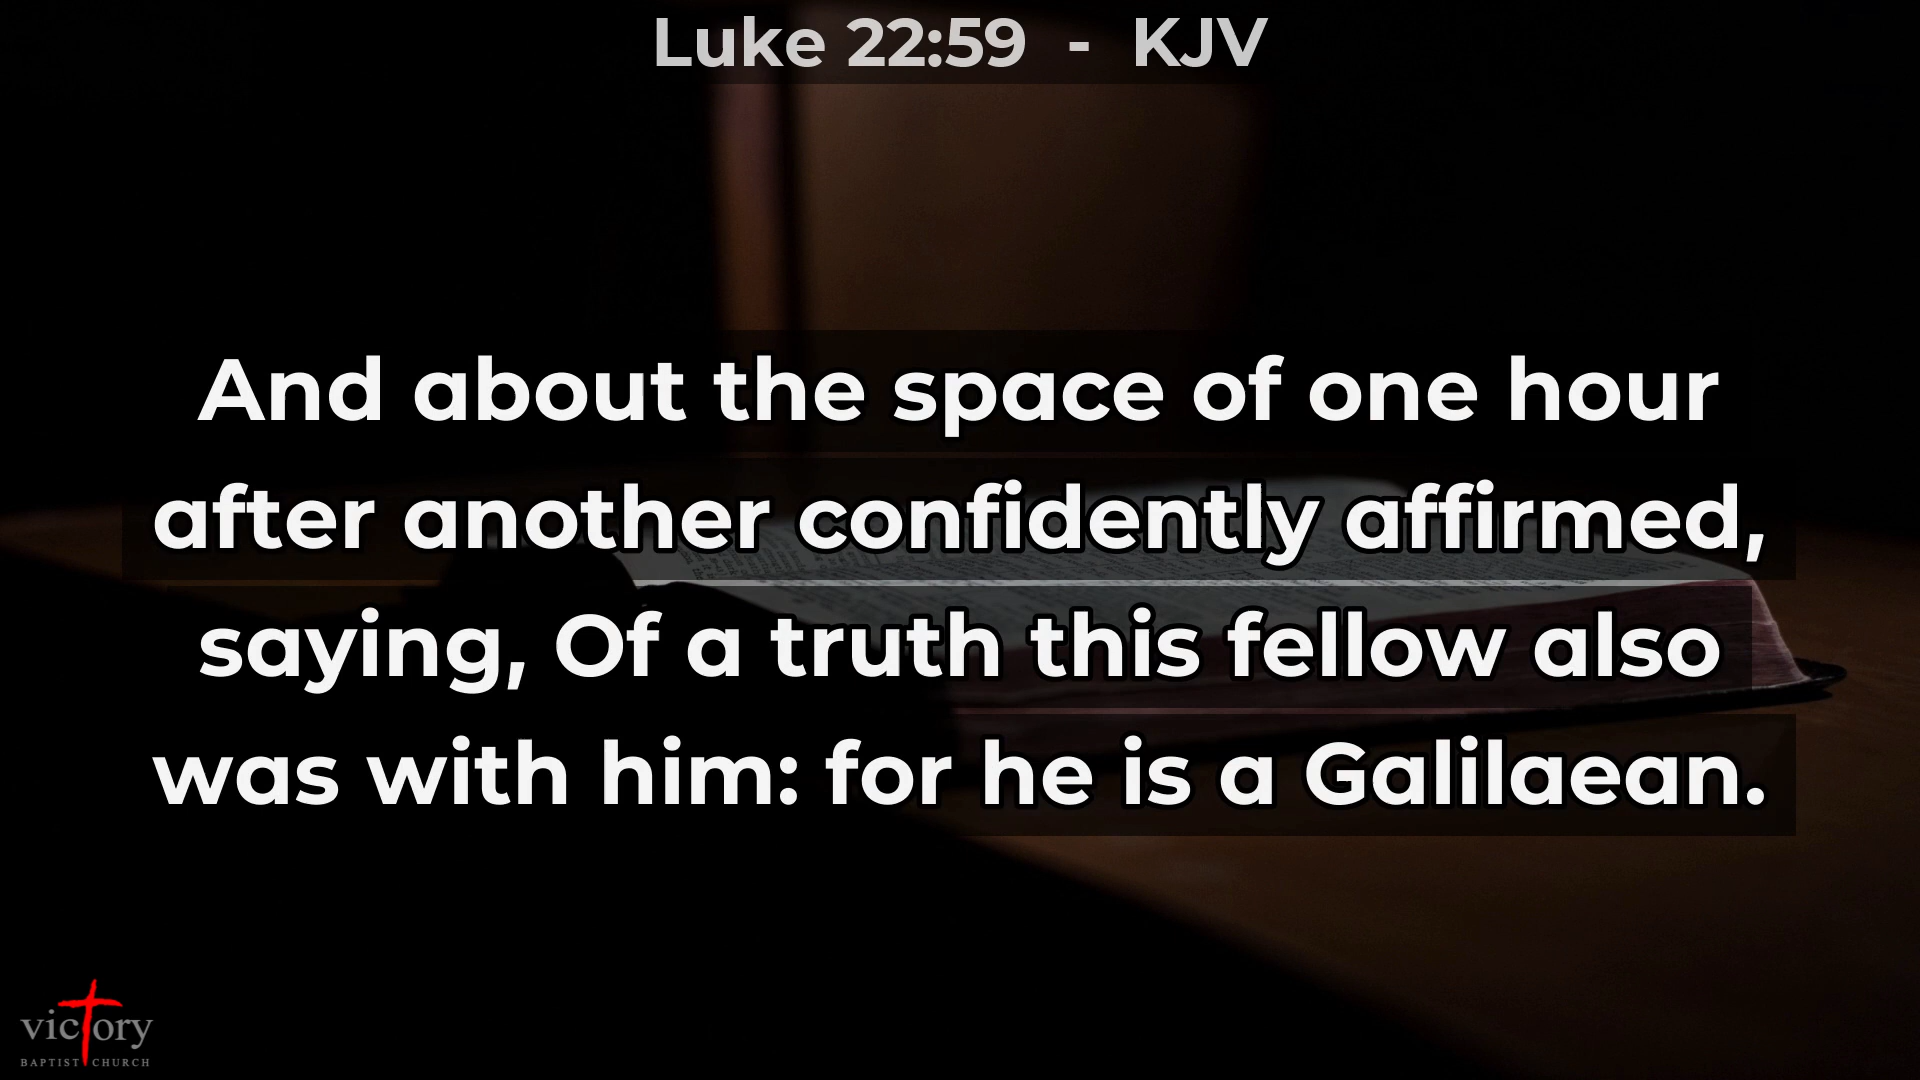 Luke 22:59 - KJV
And about the space of one hour
after another confidently affirmed,
saying, Of a truth this fellow also
was with him: for he is a Galilaean.
victory
BAPTIST CHURCH